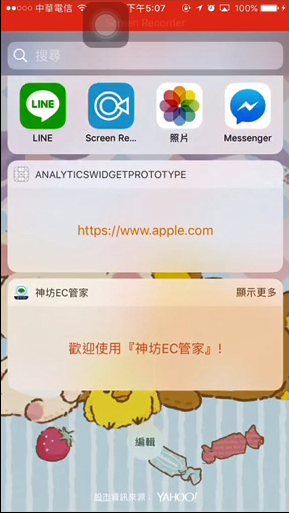 中華電信 下午5:07 100%
Screen Recorder
搜尋
LINE
LINE Screen Re... 照片 Messenger
ANALYTICSWIDGETPROTOTYPE
https://www.apple.com
神坊EC管家 顯示更多
歡迎使用『神坊EC管家』!
編輯
股市資訊來源： YAHOO!